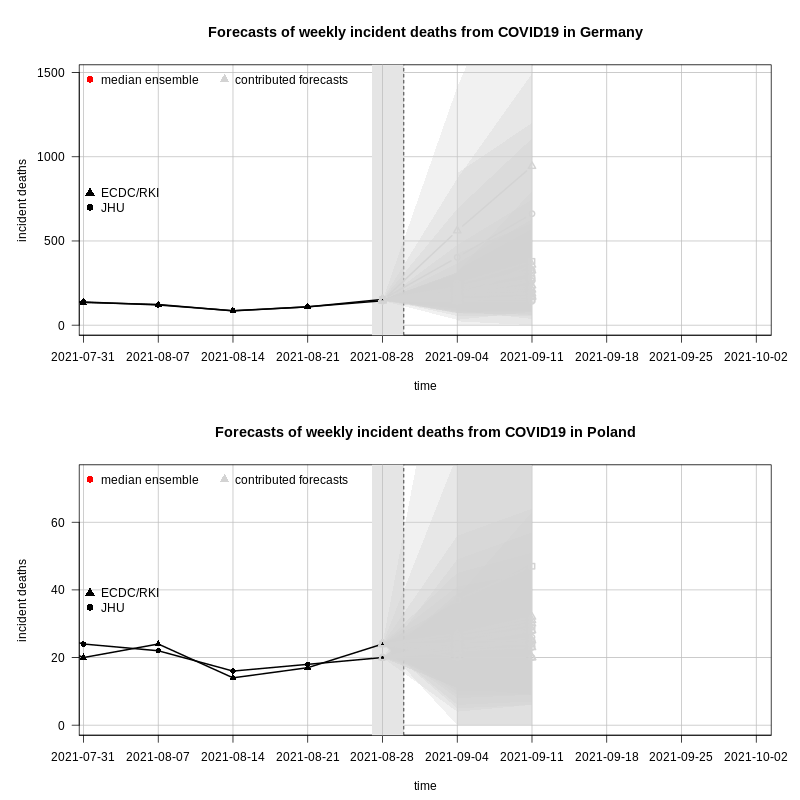 Forecasts of weekly incident deaths from COVID19 in Germany
median ensemble contributed forecasts
ECDC/RKI
JHU
incident deaths
1500
1000
500
0
2021-07-31 2021-08-07 2021-08-14 2021-08-21 2021-08-28 2021-09-04 2021-09-11 2021-09-18 2021-09-25 2021-10-02
time
Forecasts of weekly incident deaths from COVID19 in Poland
median ensemble contributed forecasts
ECDC/RKI
JHU
incident deaths
60
40
20
0
2021-07-31 2021-08-07 2021-08-14 2021-08-21 2021-08-28 2021-09-04 2021-09-11 2021-09-18 2021-09-25 2021-10-02
time